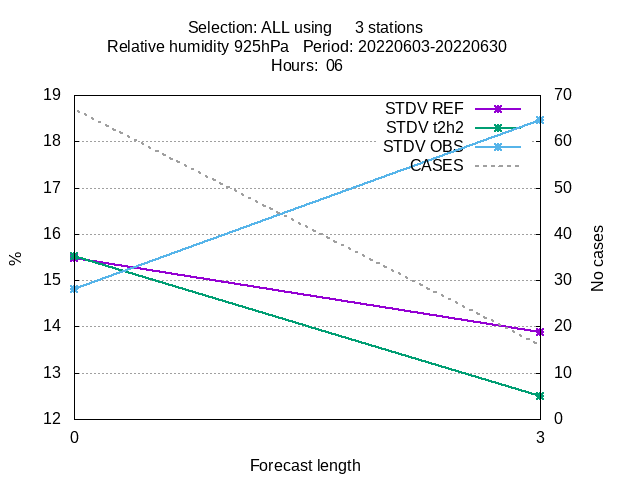 Selection: ALL using     3 stations
Relative humidity 925hPa   Period: 20220603-20220630
Hours:  06
19
18
17
16
15
14
13
12
70
60
50
40
30
20
10
0
STDV REF
STDV t2h2
STDV OBS
CASES
%
No cases
0
3
Forecast length